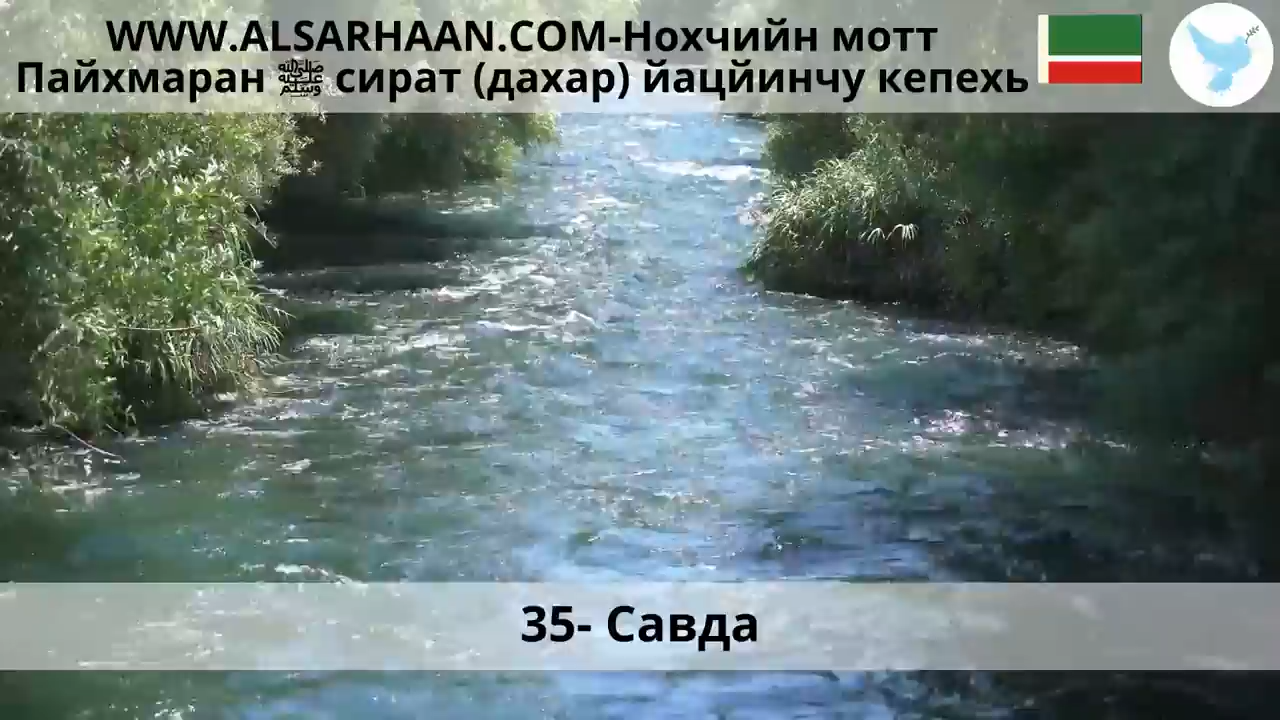 WWW.ALSARHAAN.COM-Нохчийн мотт
Пайхмаран ﷺ сират (дахар) йацйинчу кепехь
35- Савда